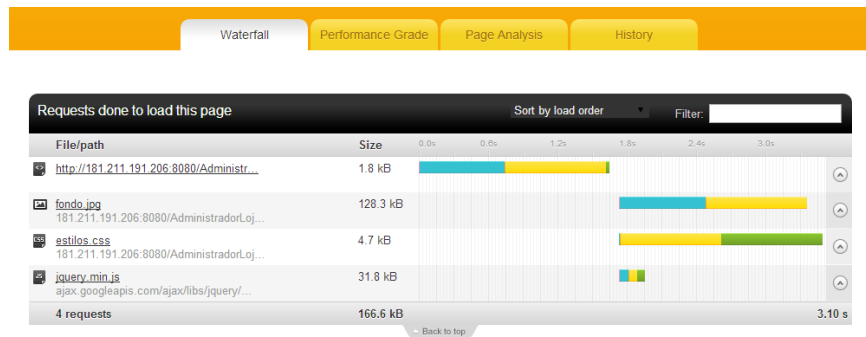 Waterfall Performance Grade Page Analysis History
Requests done to load this page Sort by load order Filter:
File/path Size 0.0s 0.6s 1.2s 1.8s 2.4s 3.0s
http://181.211.191.206:8080/Administr... 1.8 kB
fondo.jpg 128.3 kB
181.211.191.206:8080/AdministradorLoj...
CSS estilos.css 4.7 kB
181.211.191.206:8080/AdministradorLoj...
JS jquery.min.js 31.8 kB
ajax.googleapis.com/ajax/libs/jquery/...
4 requests 166.6 kB 3.10 s
Back to top